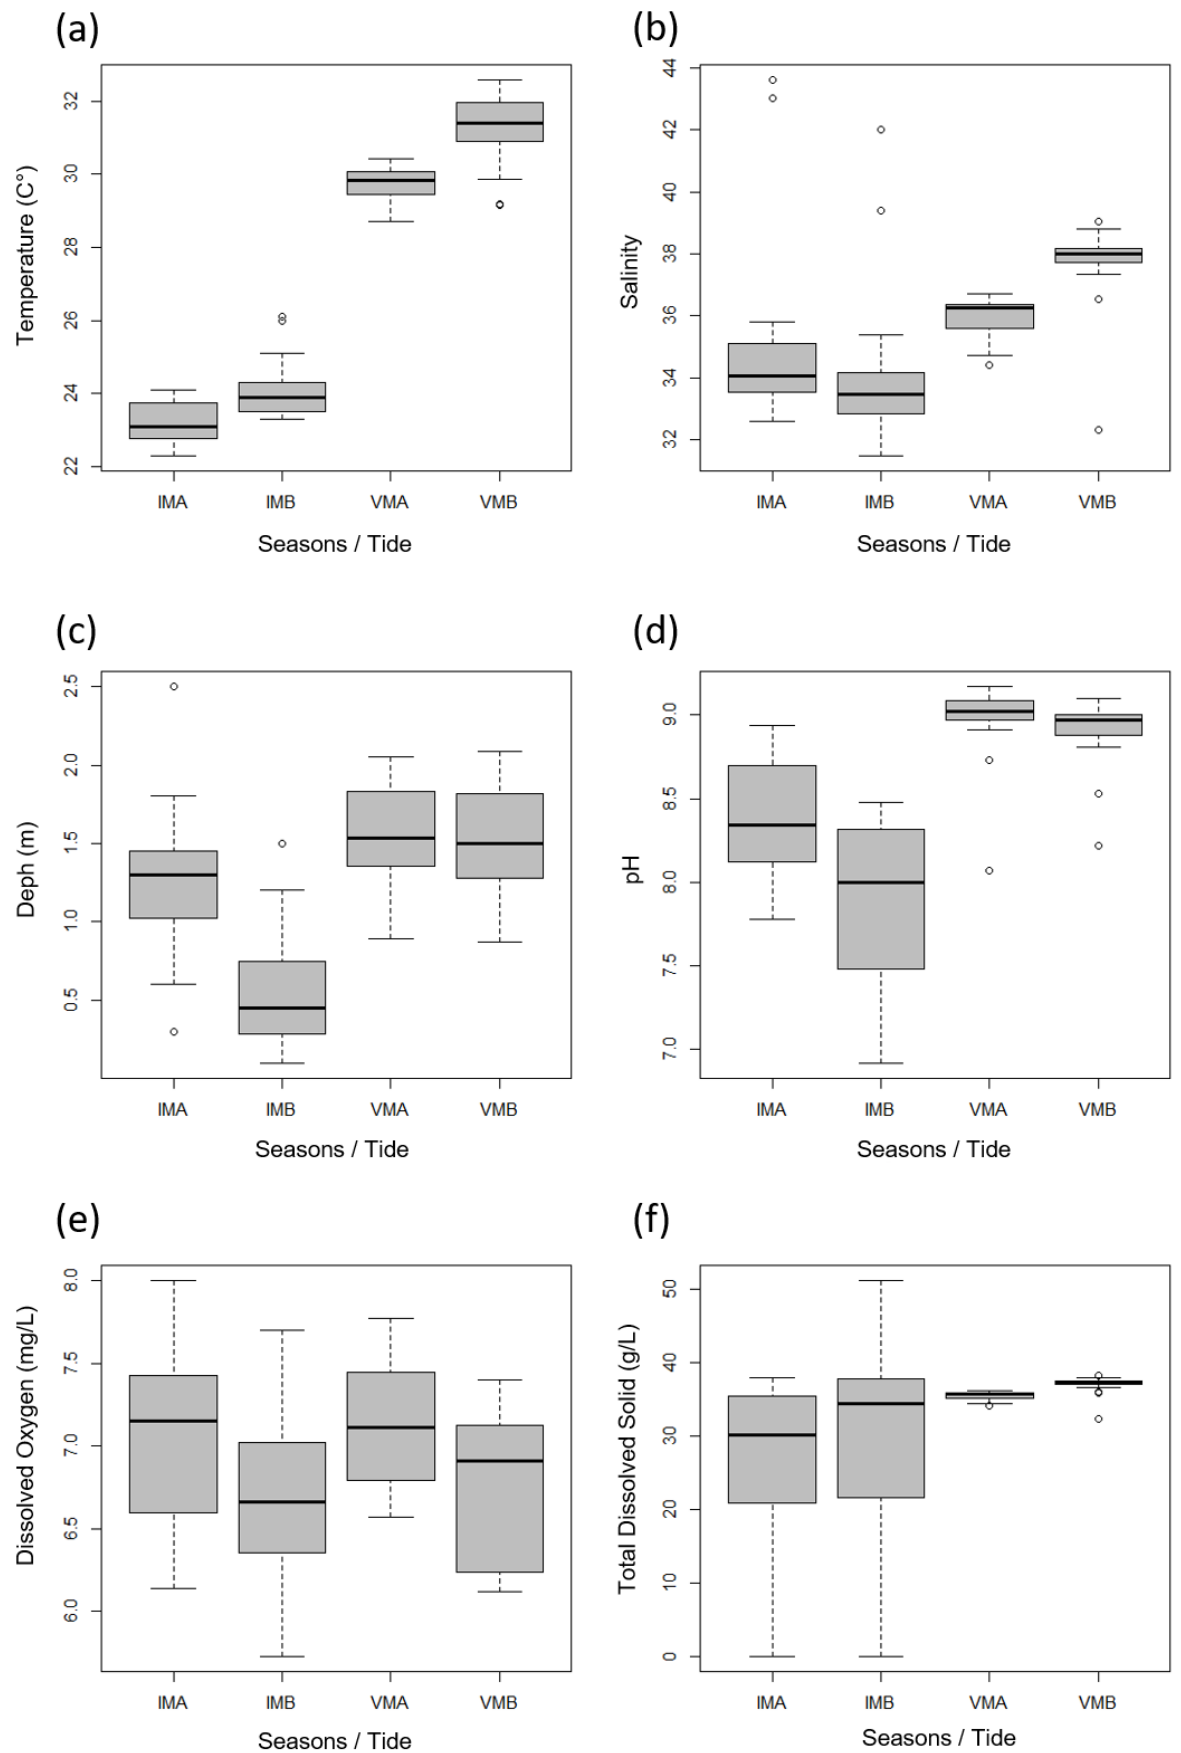 (a)
Temperature (C°)
32
30
28
26
24
22
IMA IMB VMA VMB
Seasons / Tide
(b)
Salinity
44
42
40
38
36
34
32
IMA IMB VMA VMB
Seasons / Tide
(c)
Deph (m)
2.5
2.0
1.5
1.0
0.5
IMA IMB VMA VMB
Seasons / Tide
(d)
pH
9.0
8.5
8.0
7.5
7.0
IMA IMB VMA VMB
Seasons / Tide
(e)
Dissolved Oxygen (mg/L)
8.0
7.5
7.0
6.5
6.0
IMA IMB VMA VMB
Seasons / Tide
(f)
Total Dissolved Solid (g/L)
50
40
30
20
10
0
IMA IMB VMA VMB
Seasons / Tide